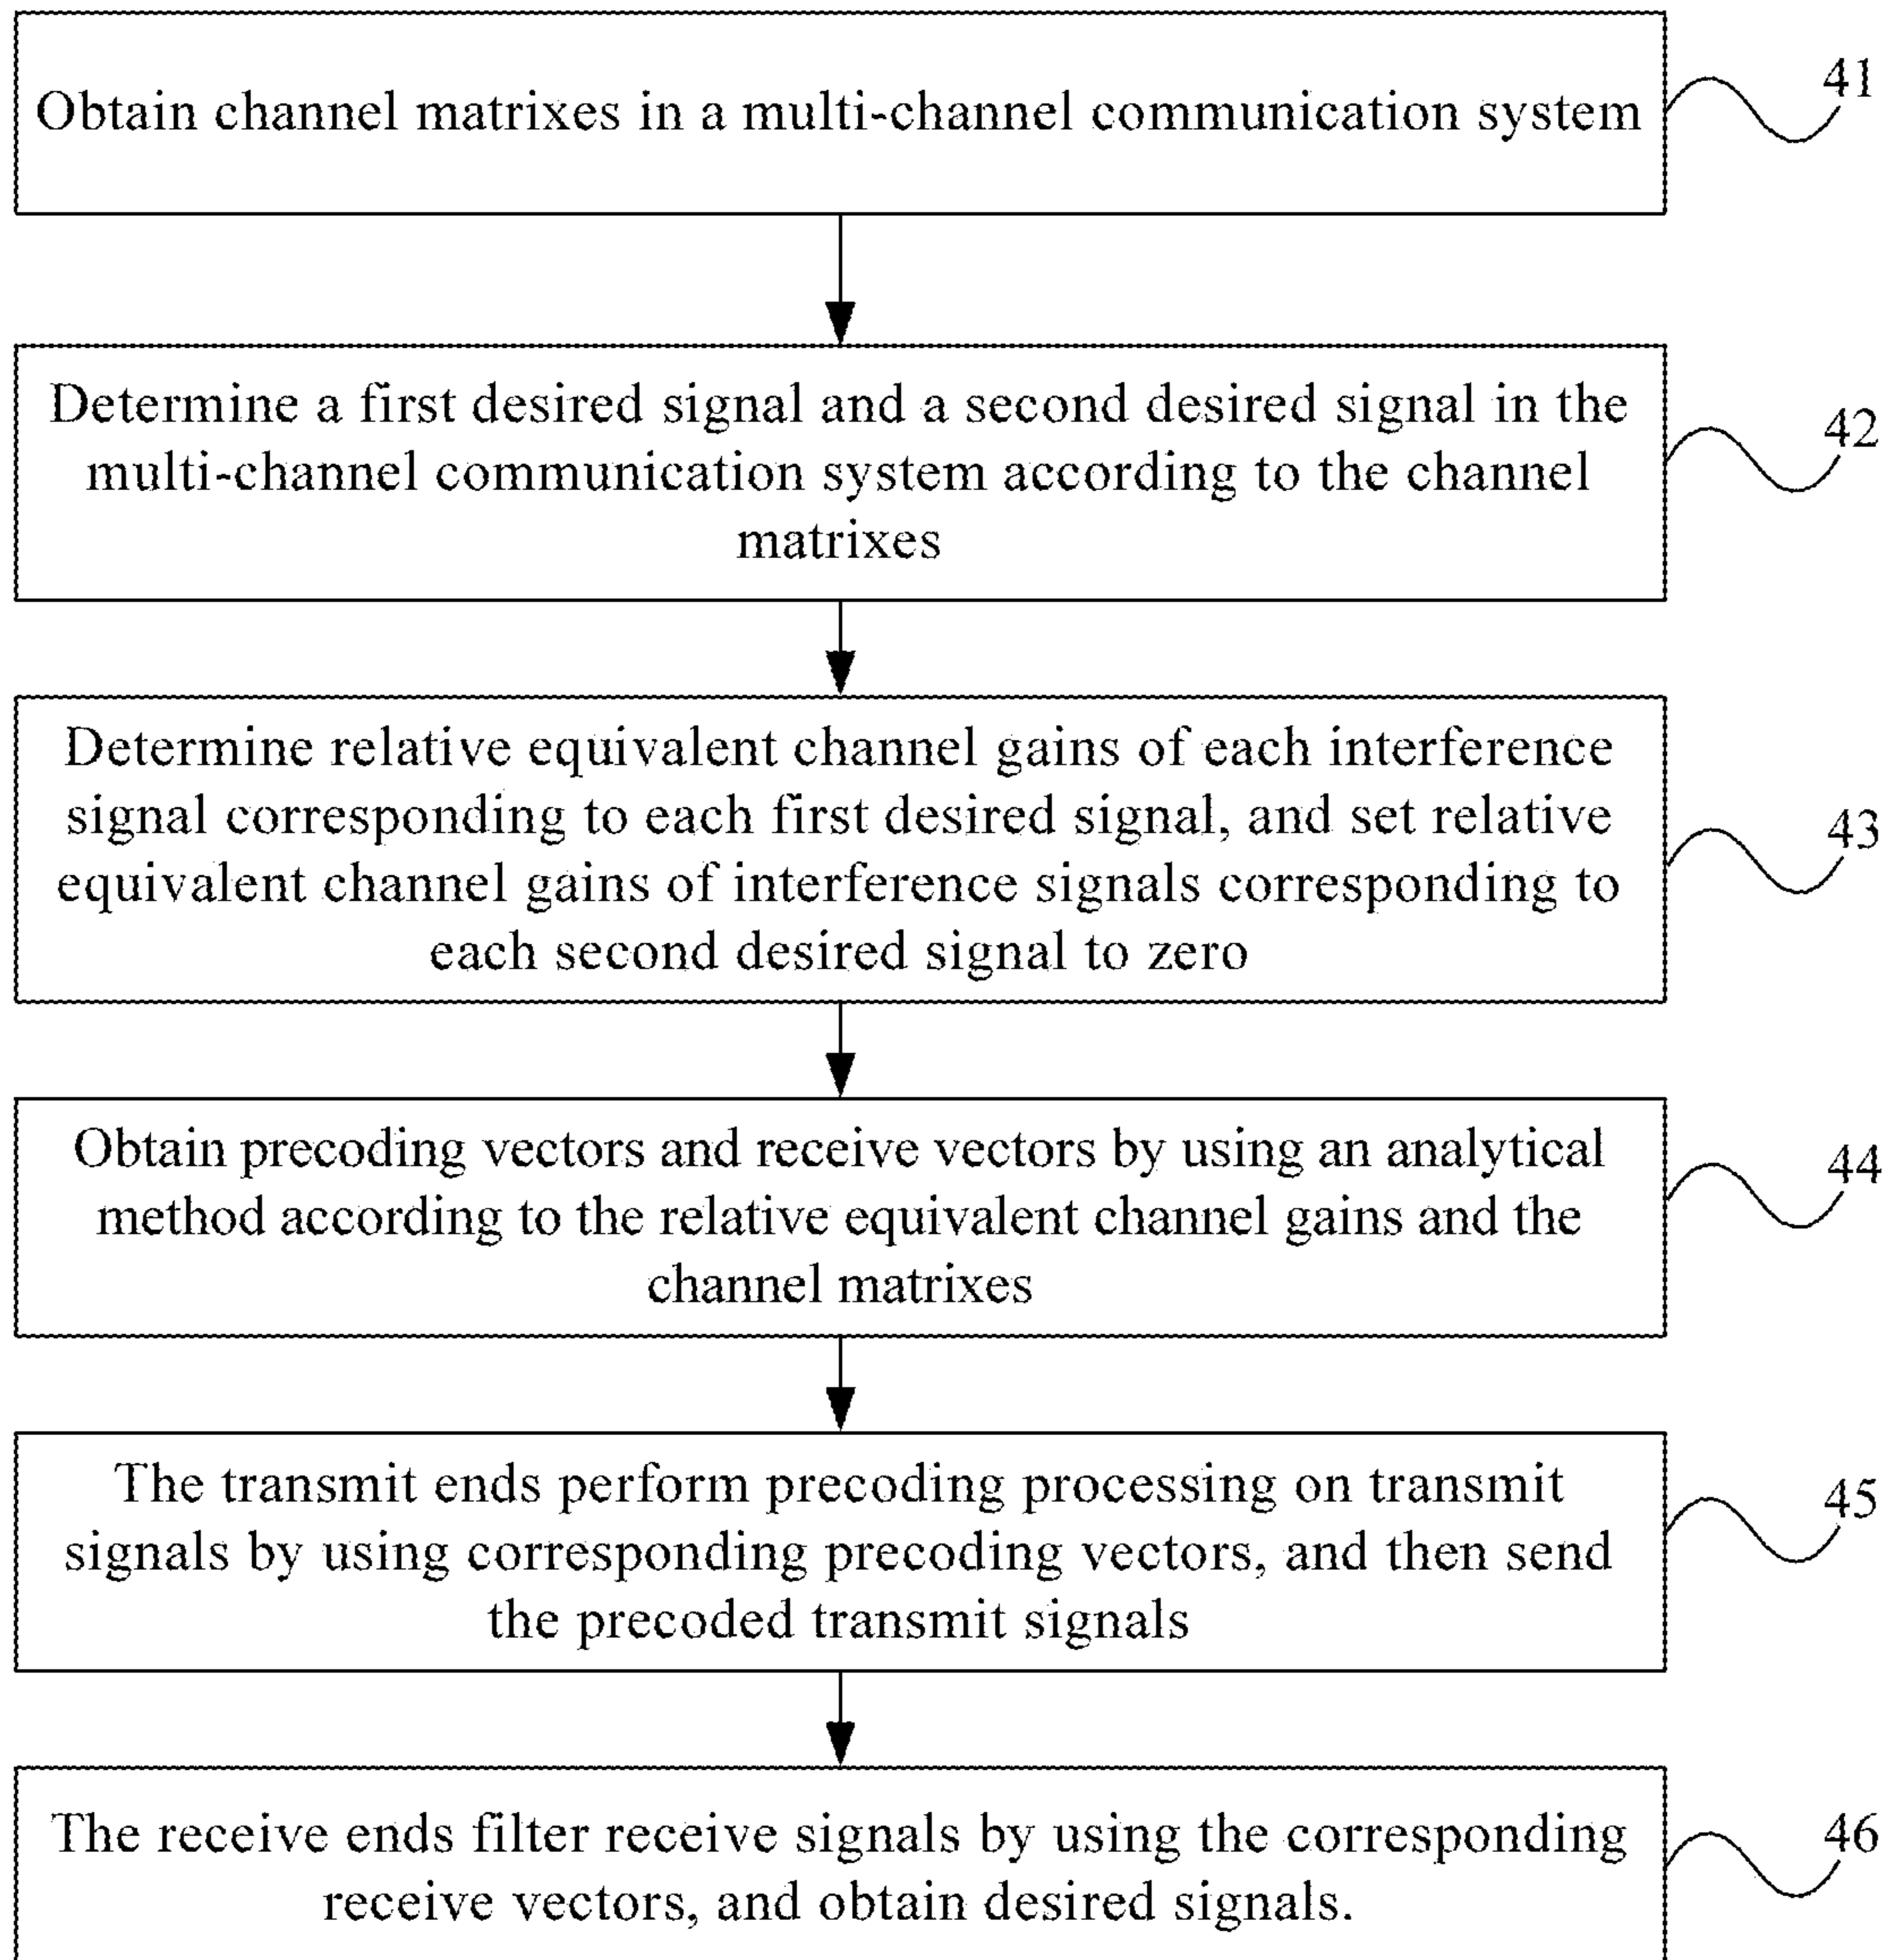 Obtain channel matrixes in a multi-channel communication system
41
Determine a first desired signal and a second desired signal in the
multi-channel communication system according to the channel
matrixes
42
Determine relative equivalent channel gains of each interference
signal corresponding to each first desired signal, and set relative
equivalent channel gains of interference signals corresponding to
each second desired signal to zero
43
Obtain precoding vectors and receive vectors by using an analytical
method according to the relative equivalent channel gains and the
channel matrixes
44
The transmit ends perform precoding processing on transmit
signals by using corresponding precoding vectors, and then send
the precoded transmit signals
45
The receive ends filter receive signals by using the corresponding
receive vectors, and obtain desired signals.
46